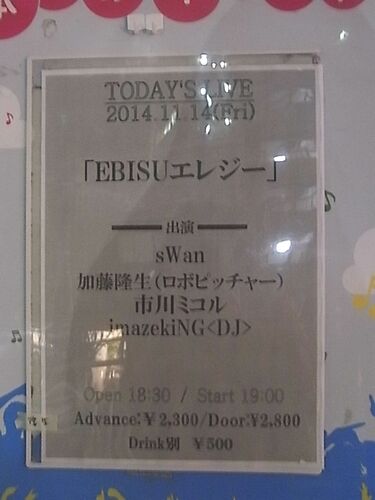 TODAY'S LIVE
2014.11.14(Fri)
「EBISUエレジー」
出演
sWan
加藤隆生(ロボピッチャー)
市川ミコル
imazekiNG<DJ>
Open 18:30 / Start 19:00
Advance:¥2,300/Door:¥2,800
Drink別 ¥500